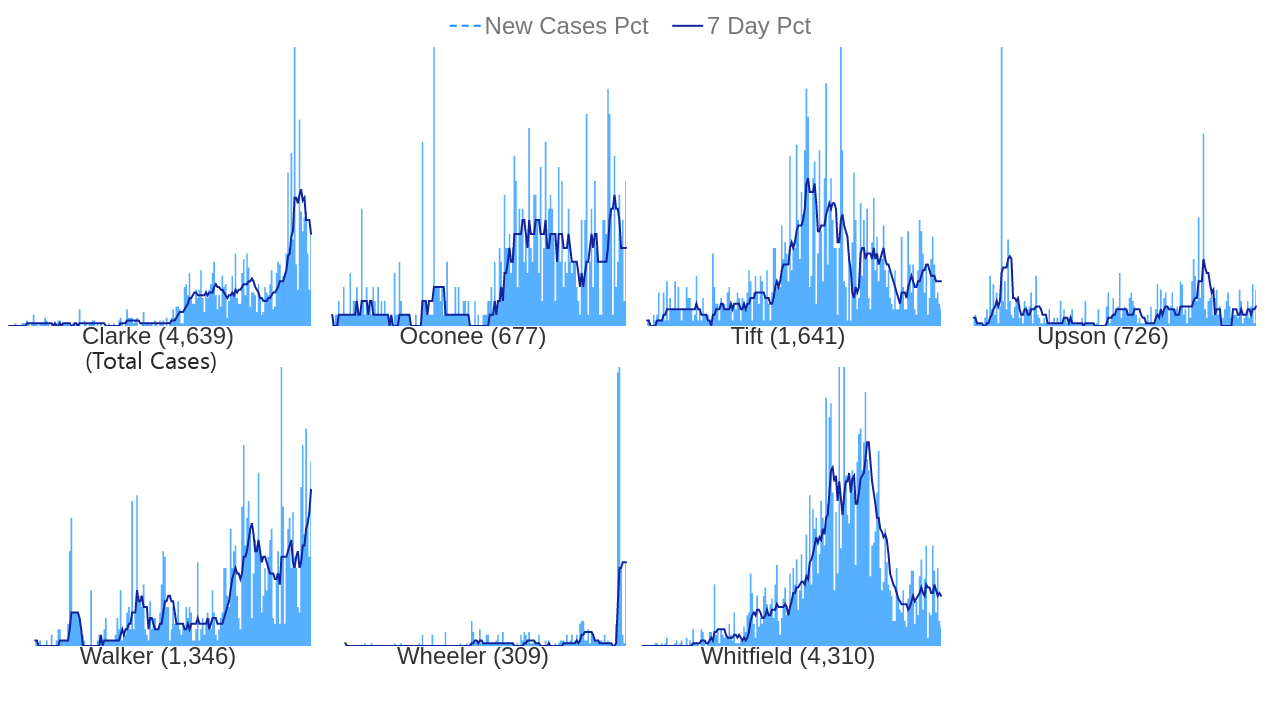 New Cases Pct 7 Day Pct
Clarke (4,639) Oconee (677) Tift (1,641) Upson (726)
(Total Cases)
Walker (1,346) Wheeler (309) Whitfield (4,310)